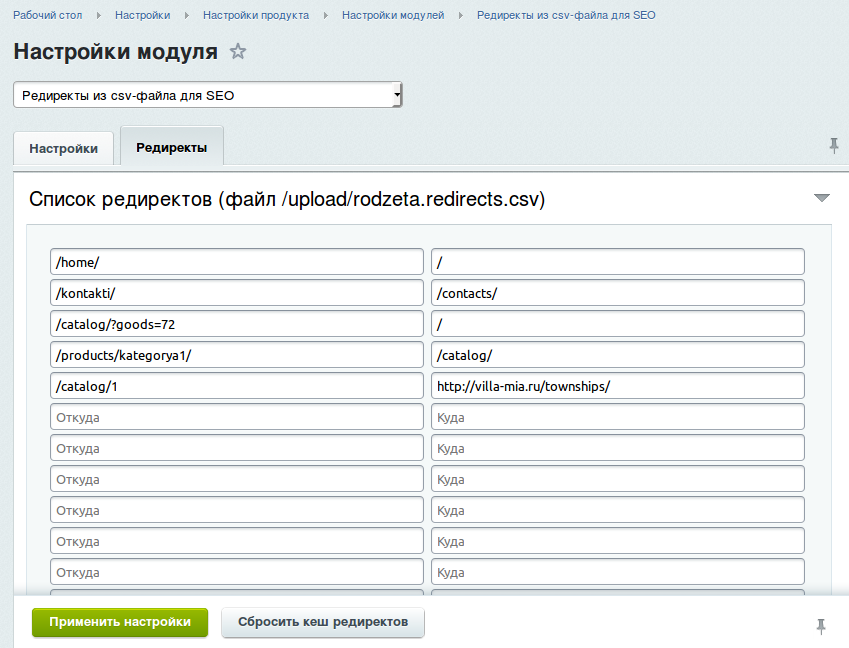 Рабочий стол Настройки Настройки продукта Настройки модулей Редиректы из csv-файла для SEO
Настройки модуля
Редиректы из csv-файла для SEO
Настройки Редиректы
Список редиректов (файл /upload/rodzeta.redirects.csv)
/home/ /
/kontakti/ /contacts/
/catalog/?goods=72 /
/products/kategorya1/ /catalog/
/catalog/1 http://villa-mia.ru/townships/
Откуда Куда
Откуда Куда
Откуда Куда
Откуда Куда
Откуда Куда
Откуда Куда
Применить настройки Сбросить кеш редиректов